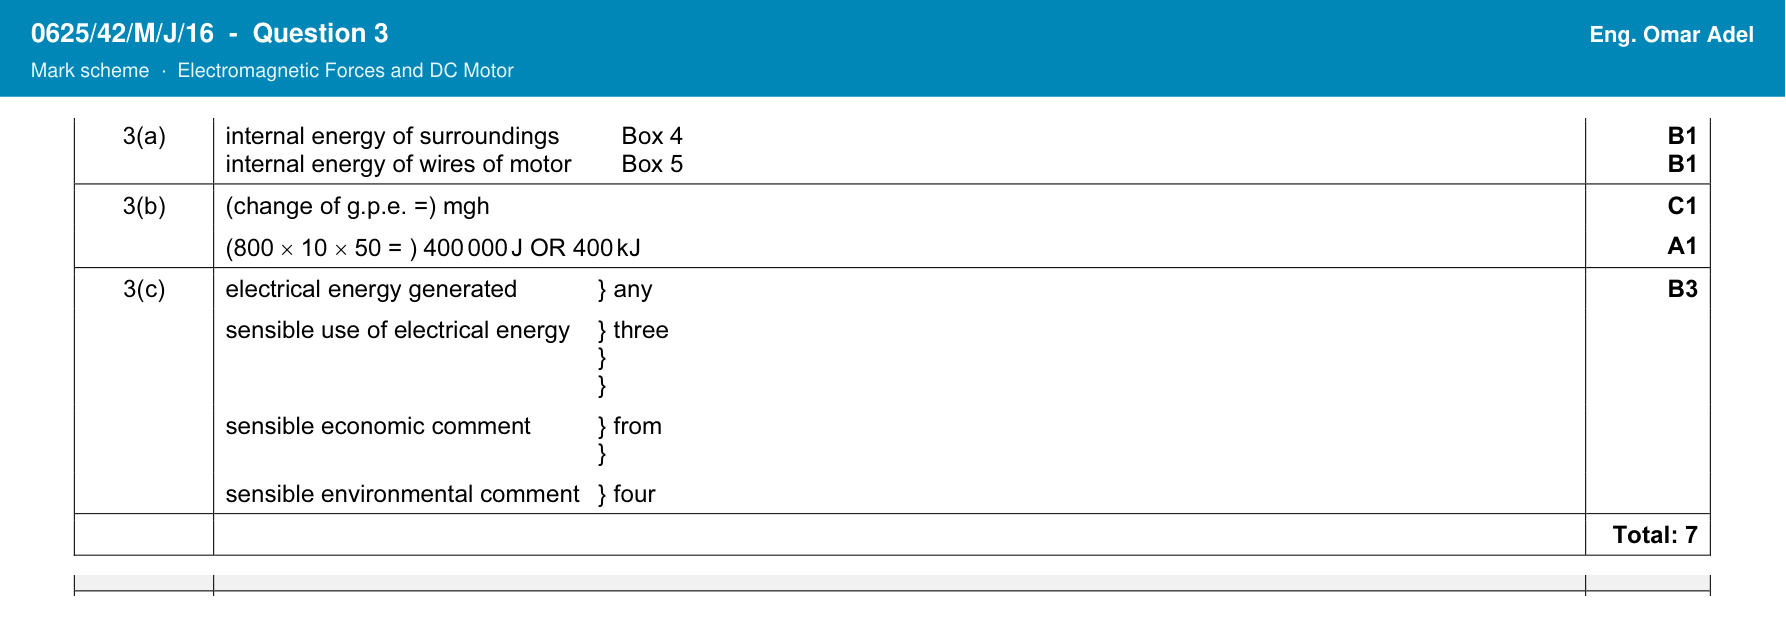 0625/42/M/J/16 - Question 3
Eng. Omar Adel
Mark scheme · Electromagnetic Forces and DC Motor
3(a) internal energy of surroundings Box 4 B1
internal energy of wires of motor Box 5 B1
3(b) (change of g.p.e. =) mgh C1
(800 × 10 × 50 = ) 400 000 J OR 400 kJ A1
3(c) electrical energy generated } any B3
sensible use of electrical energy } three
}
}
sensible economic comment } from
}
sensible environmental comment } four
Total: 7